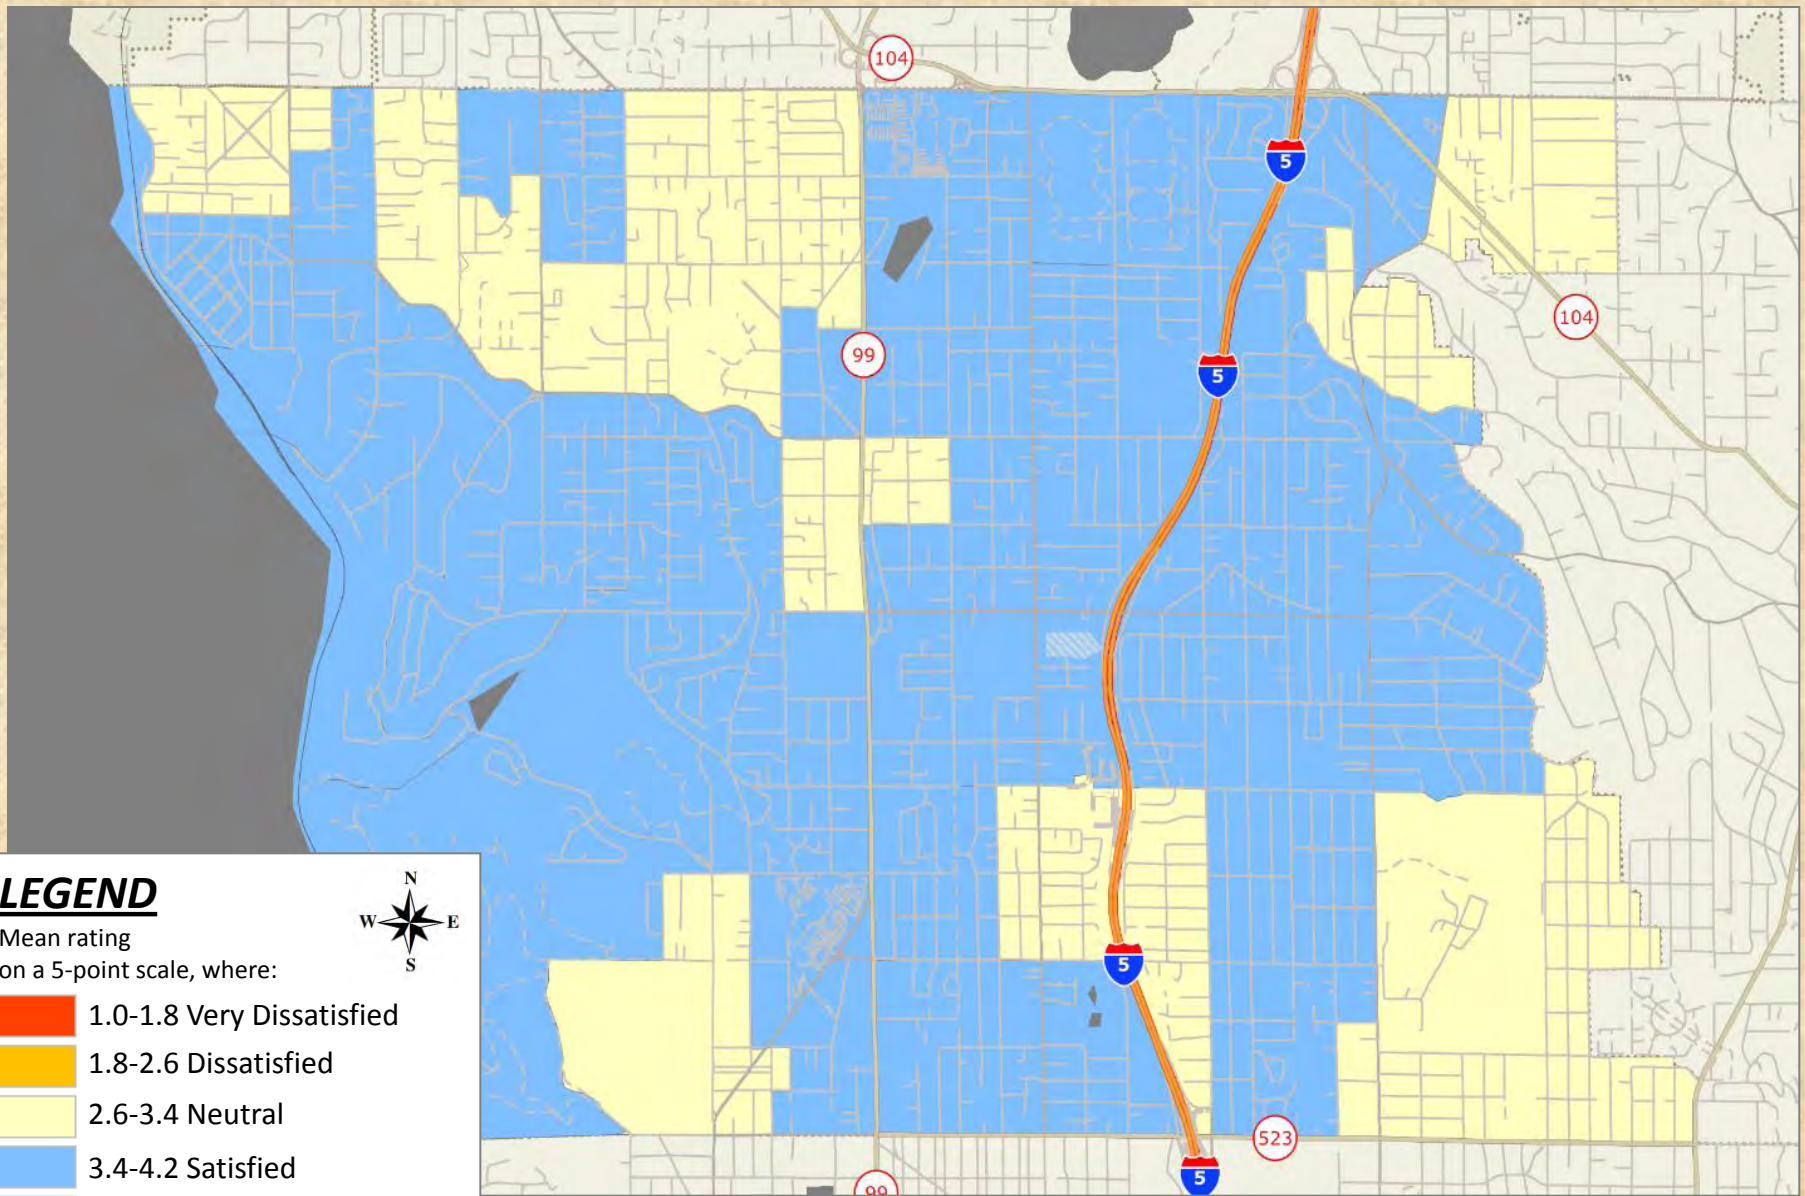 104
5
104
99
5
5
523
5
99
LEGEND
N
W E
S
Mean rating
on a 5-point scale, where:
1.0-1.8 Very Dissatisfied
1.8-2.6 Dissatisfied
2.6-3.4 Neutral
3.4-4.2 Satisfied